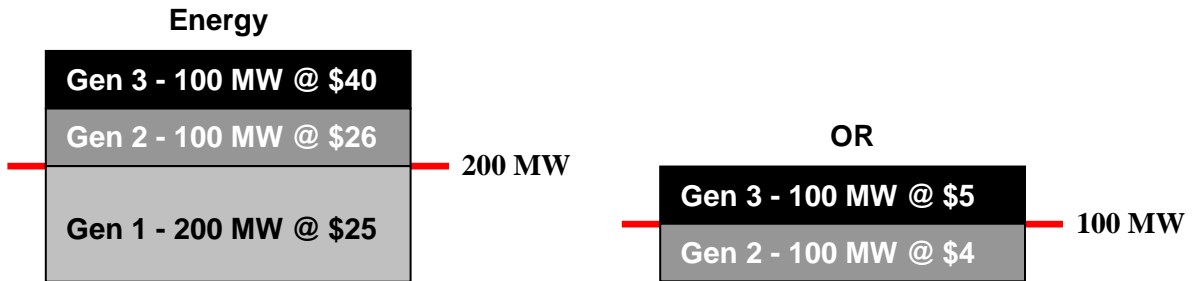 Energy
Gen 3 - 100 MW @ $40
Gen 2 - 100 MW @ $26
200 MW
Gen 1 - 200 MW @ $25
OR
Gen 3 - 100 MW @ $5
100 MW
Gen 2 - 100 MW @ $4